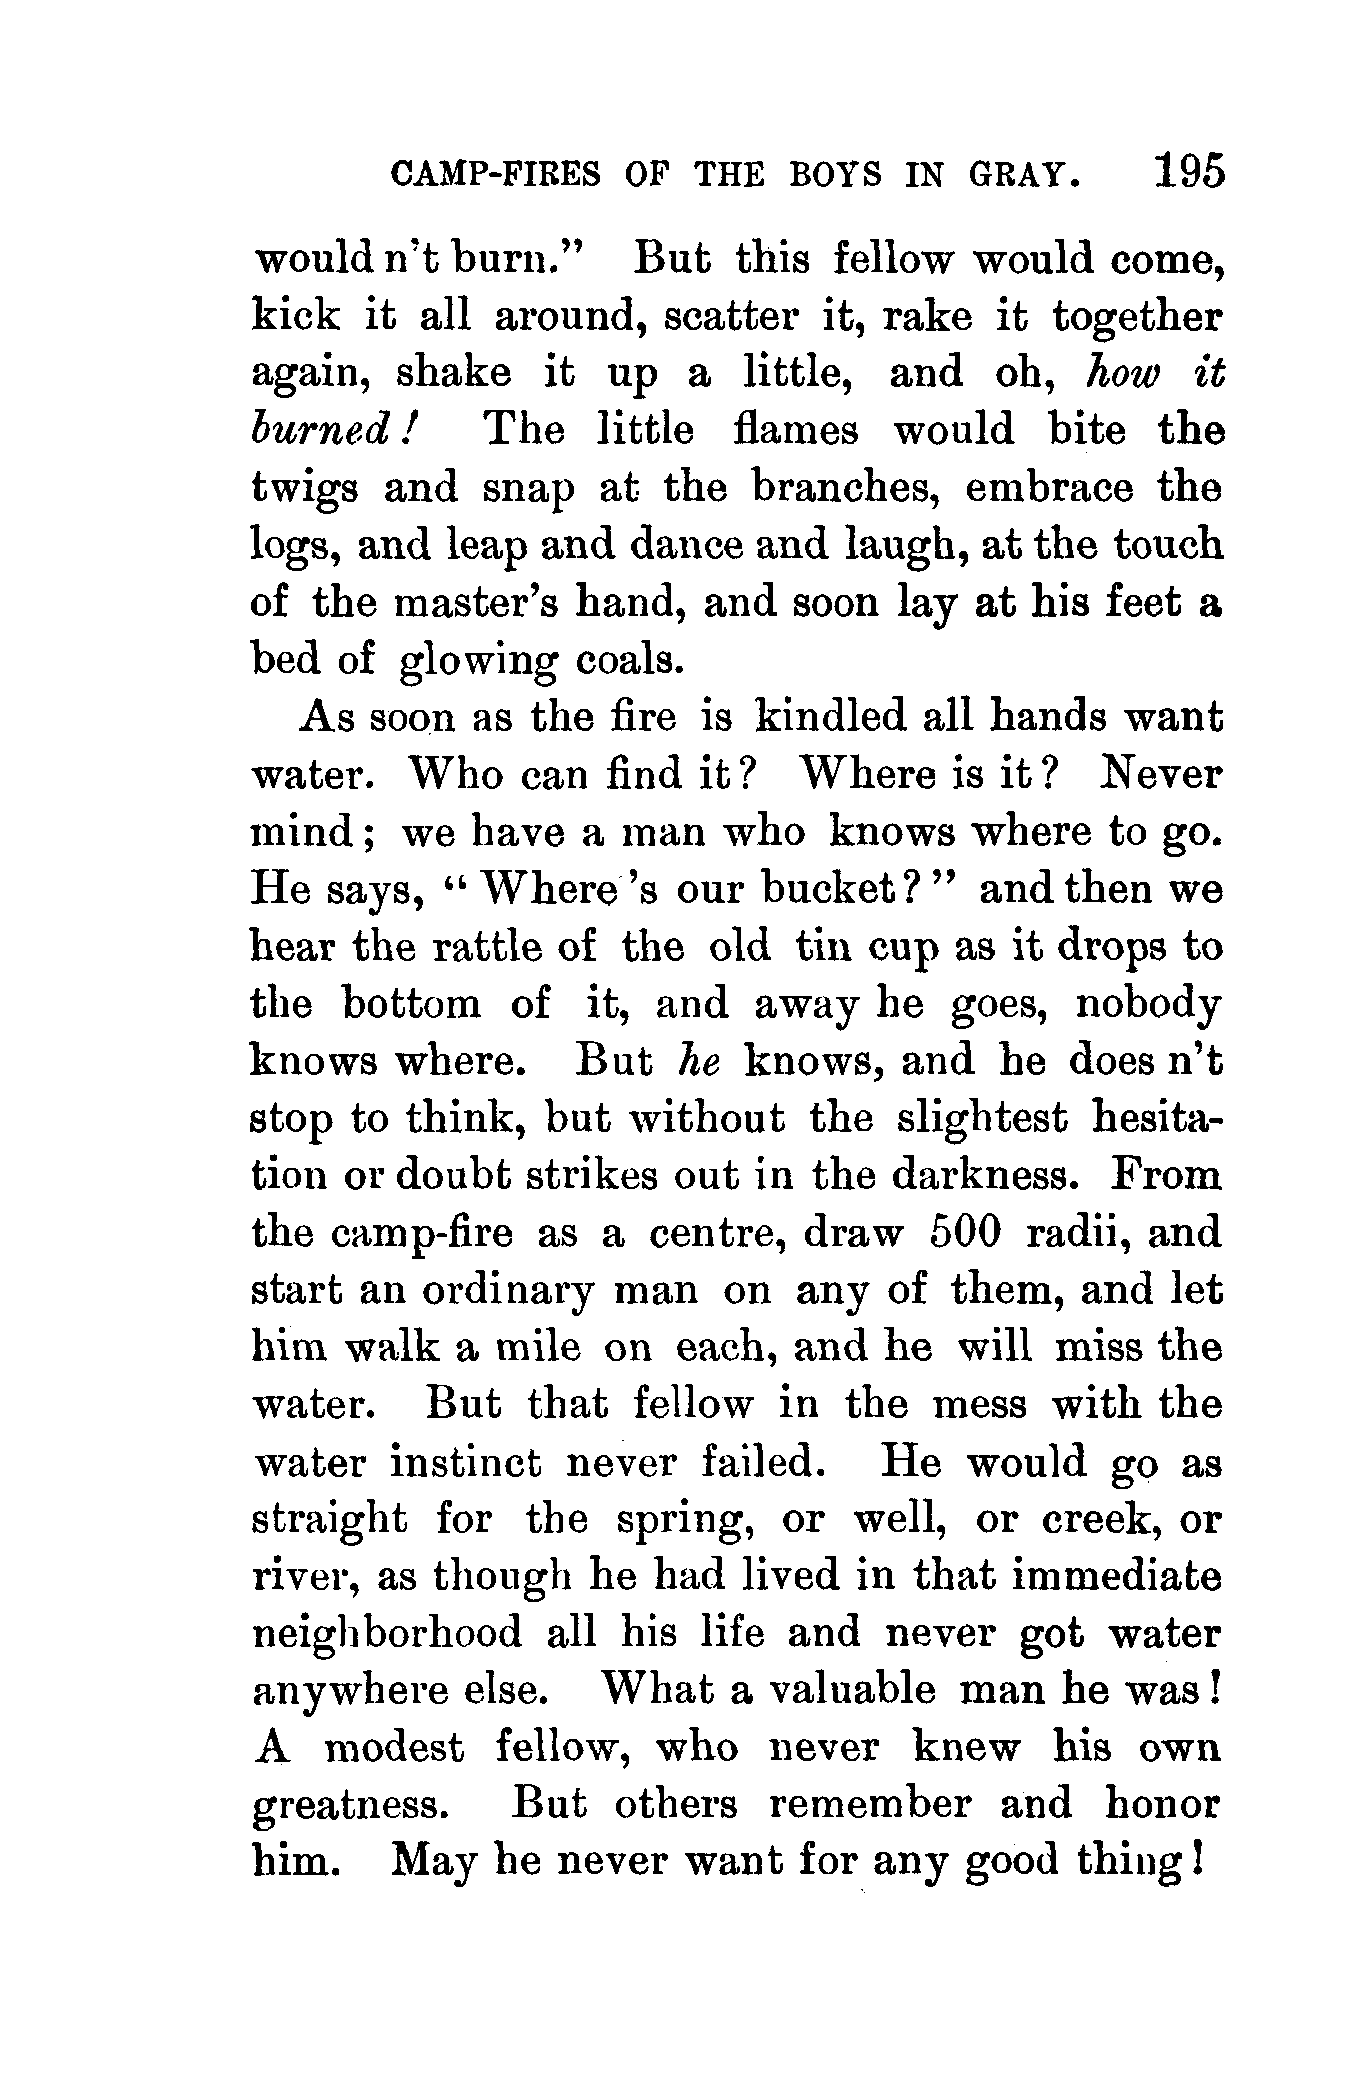 CAMP-FIRES OF THE BOYS IN GRAY. 195
would n't burn." But this fellow would come,
kick it all around, scatter it, rake it together
again, shake it up a little, and oh, how it
burned! The little flames would bite the
twigs and snap at the branches, embrace the
logs, and leap and dance and laugh, at the touch
of the master's hand, and soon lay at his feet a
bed of glowing coals.
As soon as the fire is kindled all hands want
water. Who can find it? Where is it? Never
mind; we have a man who knows where to go.
He says, "Where 's our bucket?" and then we
hear the rattle of the old tin cup as it drops to
the bottom of it, and away he goes, nobody
knows where. But he knows, and he does n't
stop to think, but without the slightest hesita-
tion or doubt strikes out in the darkness. From
the camp-fire as a centre, draw 500 radii, and
start an ordinary man on any of them, and let
him walk a mile on each, and he will miss the
water. But that fellow in the mess with the
water instinct never failed. He would go as
straight for the spring, or well, or creek, or
river, as though he had lived in that immediate
neighborhood all his life and never got water
anywhere else. What a valuable man he was!
A modest fellow, who never knew his own
greatness. But others remember and honor
him. May he never want for any good thing!